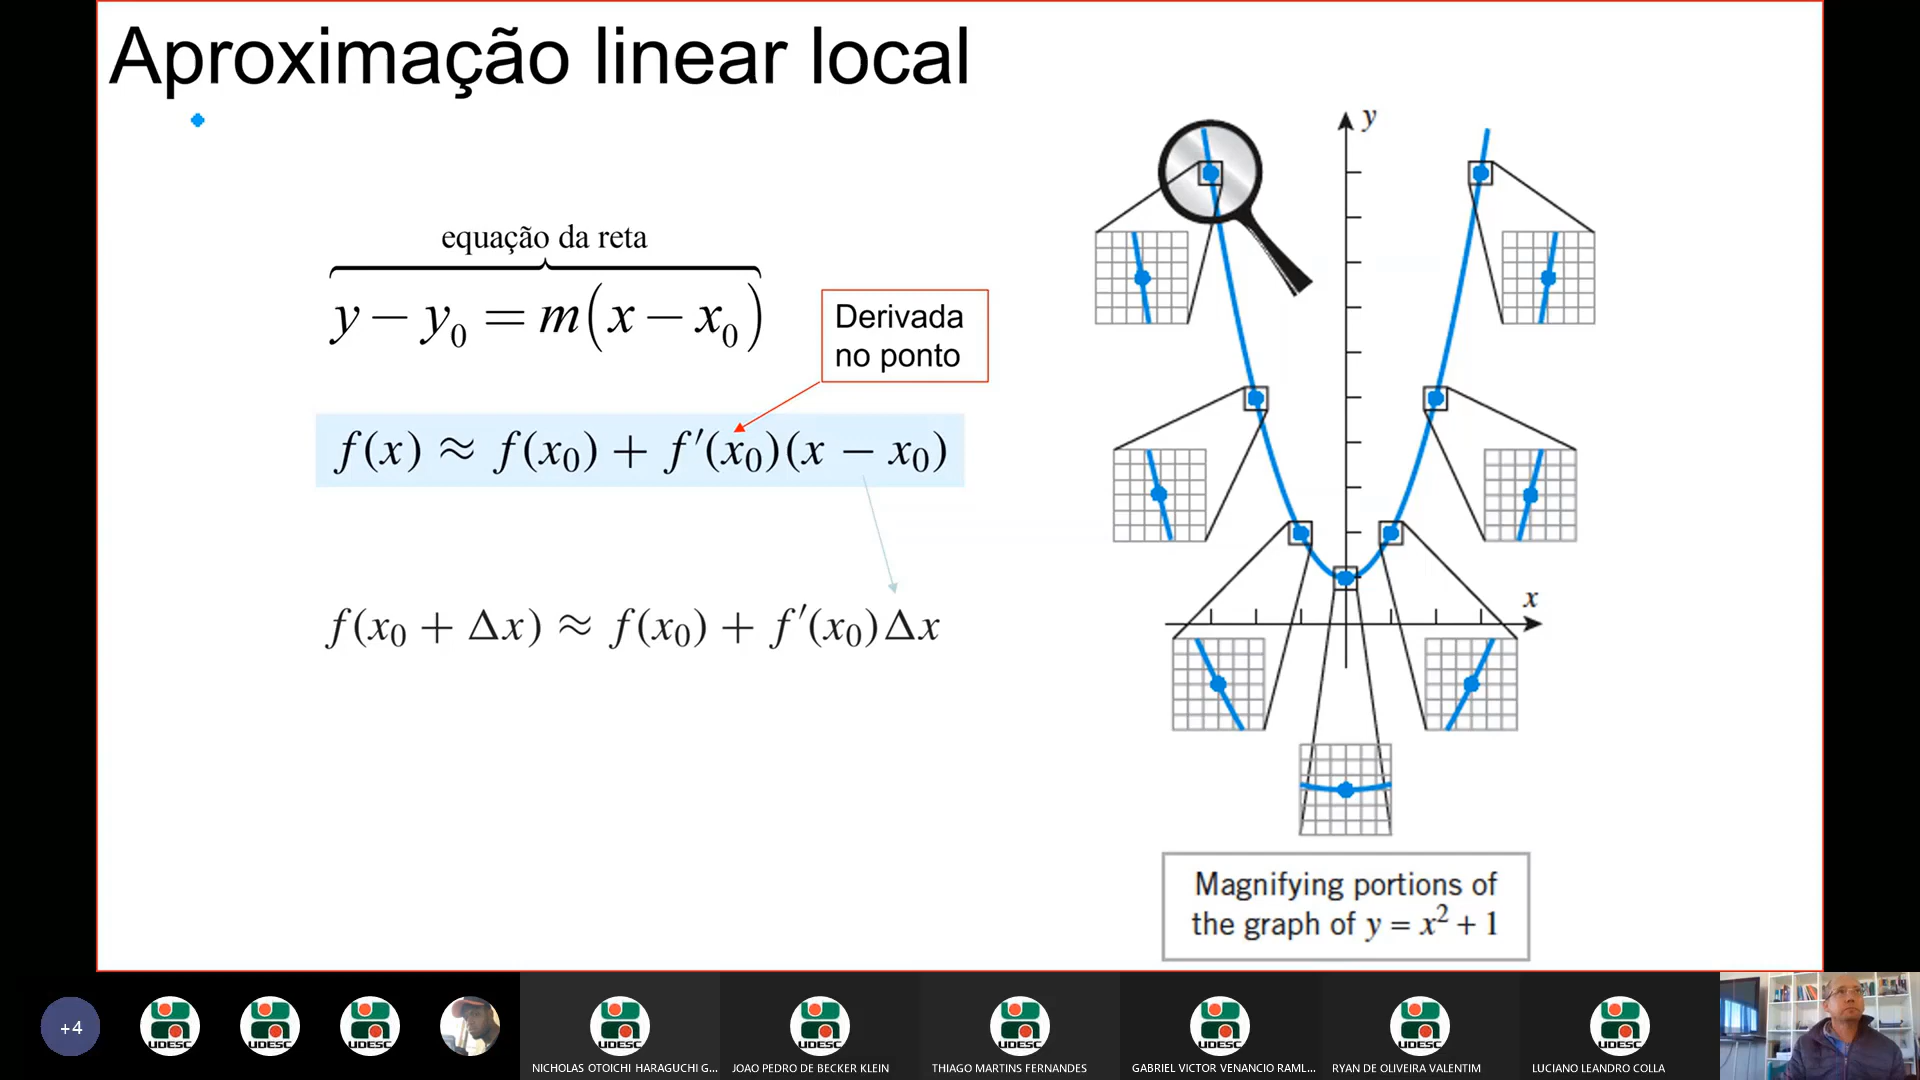 Aproximação linear local
equação da reta
y − y₀ = m(x − x₀)
Derivada
no ponto
f(x) ≈ f(x₀) + f′(x₀)(x − x₀)
f(x₀ + Δx) ≈ f(x₀) + f′(x₀)Δx
y
x
Magnifying portions of
the graph of y = x² + 1
+4
UDESC
UDESC
UDESC
UDESC
UDESC
UDESC
UDESC
UDESC
UDESC
NICHOLAS OTOICHI HARAGUCHI G...
JOAO PEDRO DE BECKER KLEIN
THIAGO MARTINS FERNANDES
GABRIEL VICTOR VENANCIO RAML...
RYAN DE OLIVEIRA VALENTIM
LUCIANO LEANDRO COLLA